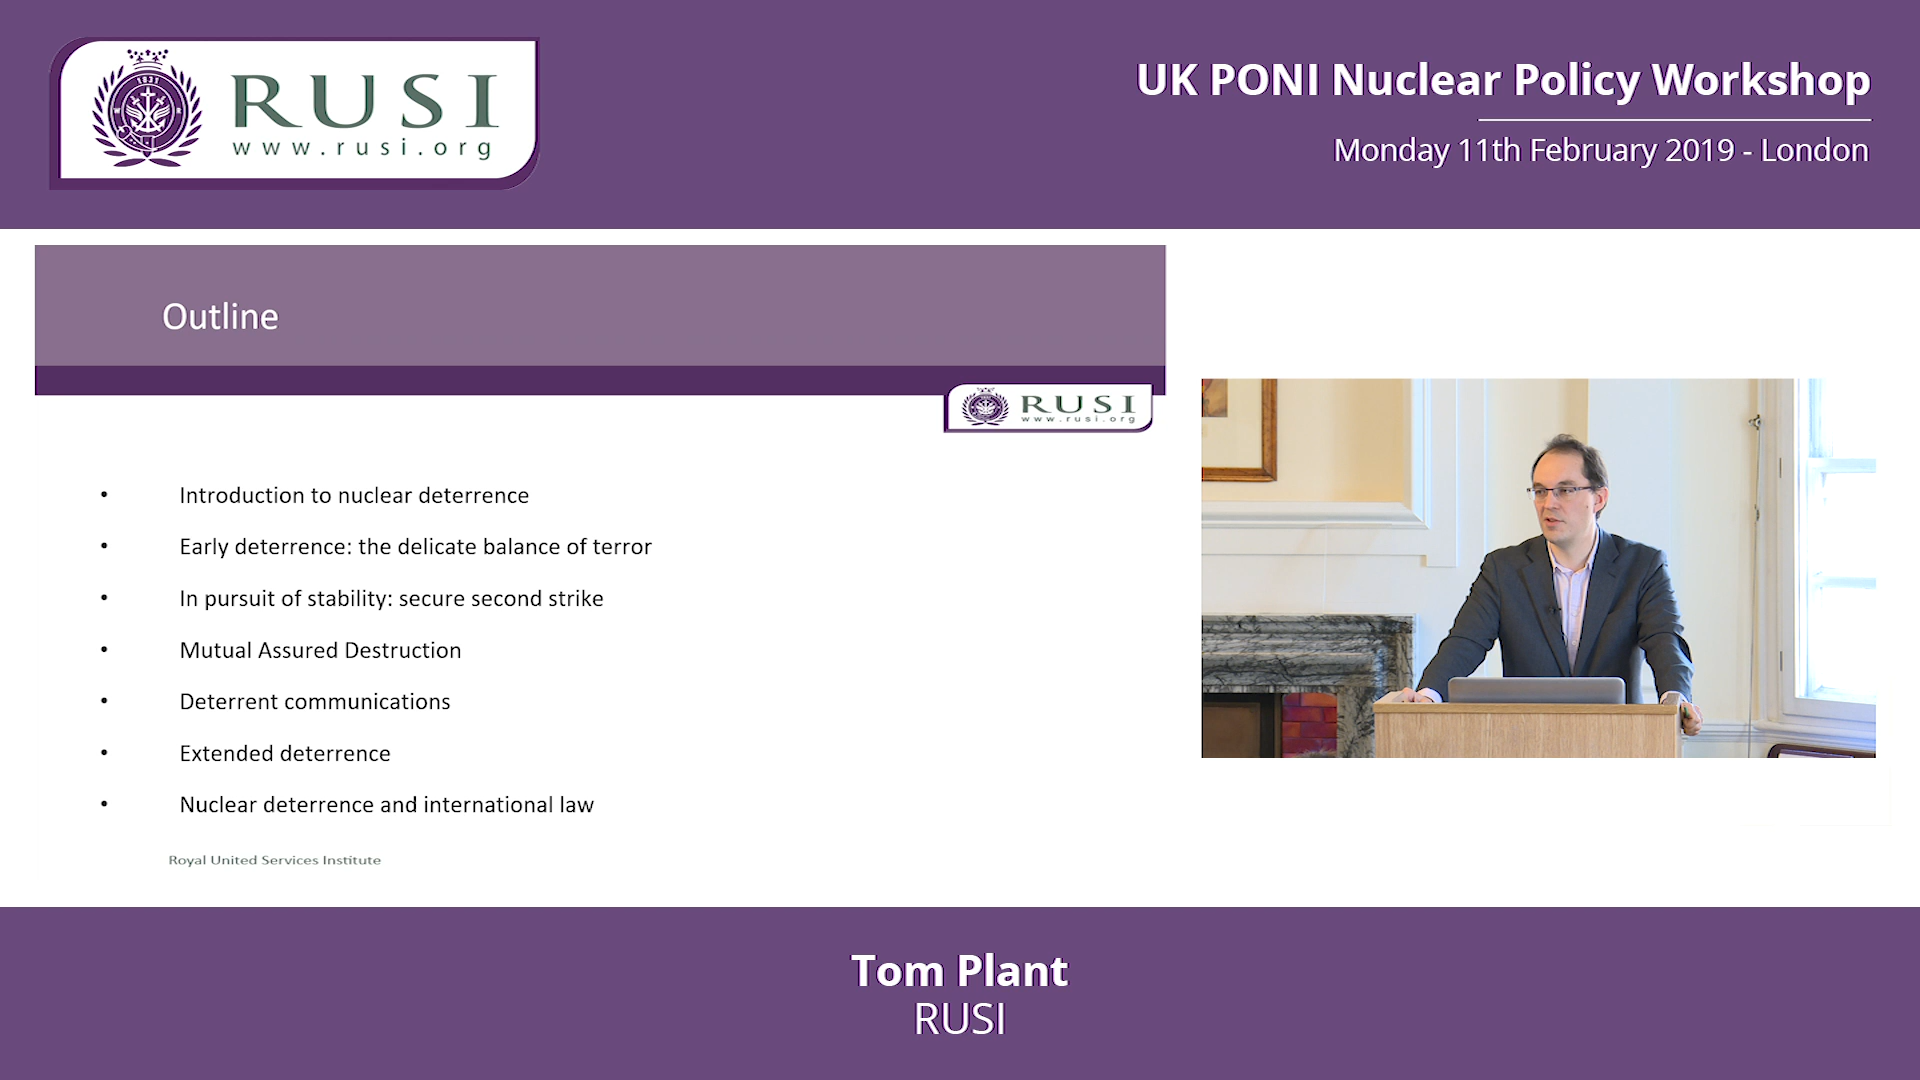 1831
RUSI
www.rusi.org
UK PONI Nuclear Policy Workshop
Monday 11th February 2019 - London
Outline
RUSI
www.rusi.org
• Introduction to nuclear deterrence
• Early deterrence: the delicate balance of terror
• In pursuit of stability: secure second strike
• Mutual Assured Destruction
• Deterrent communications
• Extended deterrence
• Nuclear deterrence and international law
Royal United Services Institute
Tom Plant
RUSI